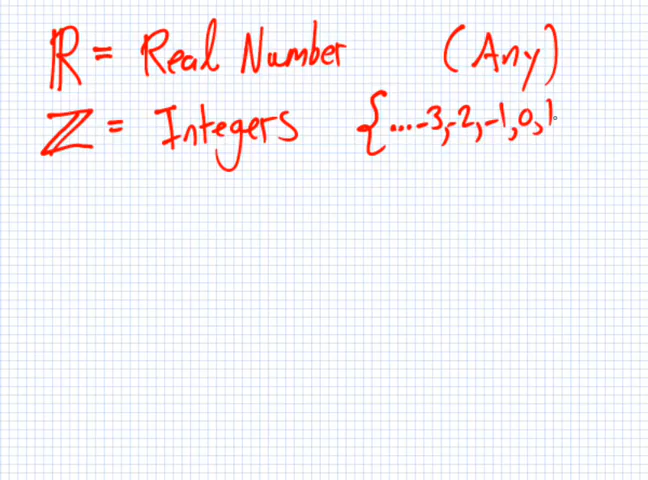 ℝ = Real Number (Any)
ℤ = Integers {...-3,-2,-1,0,1